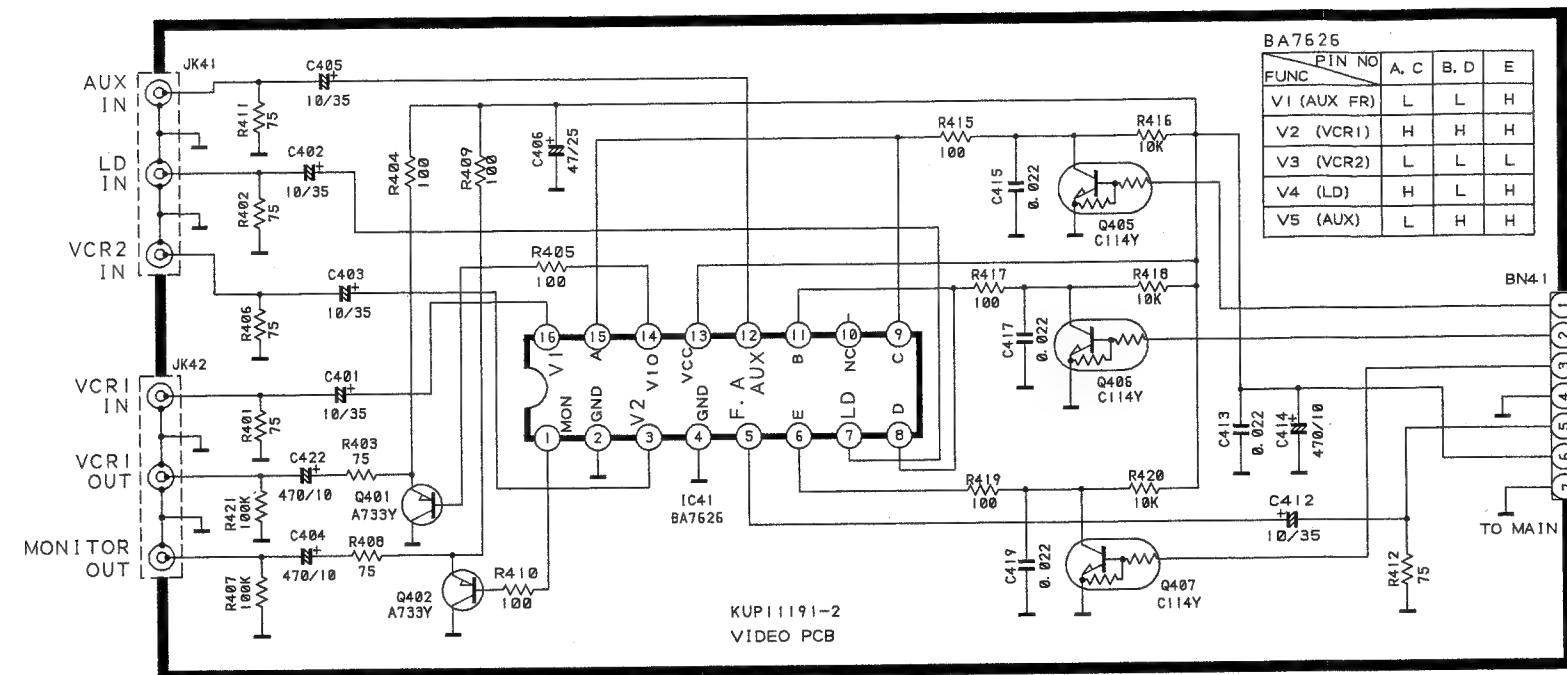 BA7626
PIN NO
FUNC
A. C
B. D
E
V1 (AUX FR) L L H
V2 (VCR1) H H H
V3 (VCR2) L L L
V4 (LD) H L H
V5 (AUX) L H H
JK41
AUX
IN
LD
IN
VCR2
IN
JK42
VCR1
IN
VCR1
OUT
MONITOR
OUT
C405
10/35
R411
75
C402
10/35
R402
75
C403
10/35
R406
75
C401
10/35
R401
75
C422
470/10
R403
75
R421
100K
Q401
A733Y
C404
470/10
R408
75
R407
100K
Q402
A733Y
R410
100
R404
100
R409
100
C406
47/25
R405
100
16
15
14
13
12
11
10
9
V1
A
V1O
VCC
AUX
B
NC
C
MON
GND
V2
GND
F. A
E
LD
D
1
2
3
4
5
6
7
8
IC41
BA7626
R415
100
R416
10K
C415
0.022
Q405
C114Y
R417
100
R418
10K
C417
0.022
Q406
C114Y
R419
100
R420
10K
C419
0.022
Q407
C114Y
C413
0.022
C414
470/10
C412
10/35
R412
75
BN41
1
2
3
4
5
6
7
TO MAIN
KUP11191-2
VIDEO PCB